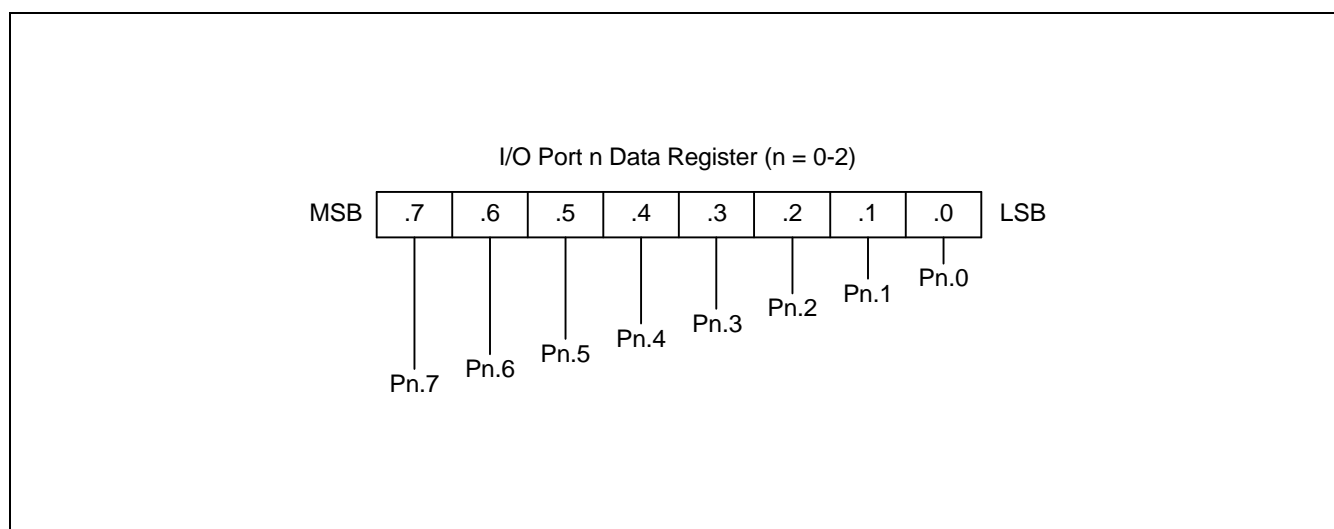 I/O Port n Data Register (n = 0-2)
MSB .7 .6 .5 .4 .3 .2 .1 .0 LSB
Pn.0
Pn.1
Pn.2
Pn.3
Pn.4
Pn.5
Pn.6
Pn.7